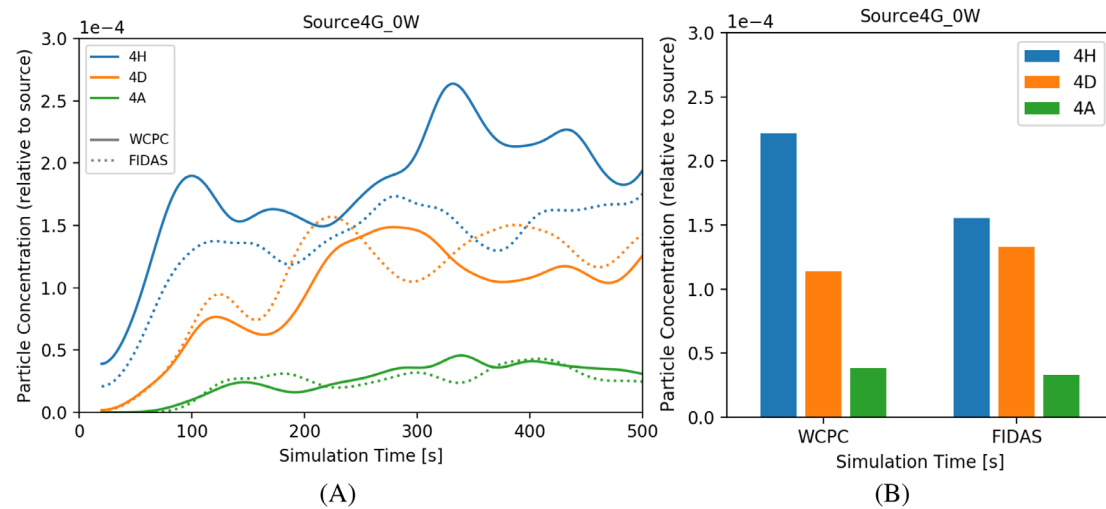 Source4G_0W
1e−4
Particle Concentration (relative to source)
3.0
2.5
2.0
1.5
1.0
0.5
0.0
4H
4D
4A
WCPC
FIDAS
0 100 200 300 400 500
Simulation Time [s]
(A)
Source4G_0W
1e−4
Particle Concentration (relative to source)
3.0
2.5
2.0
1.5
1.0
0.5
0.0
4H
4D
4A
WCPC FIDAS
Simulation Time [s]
(B)